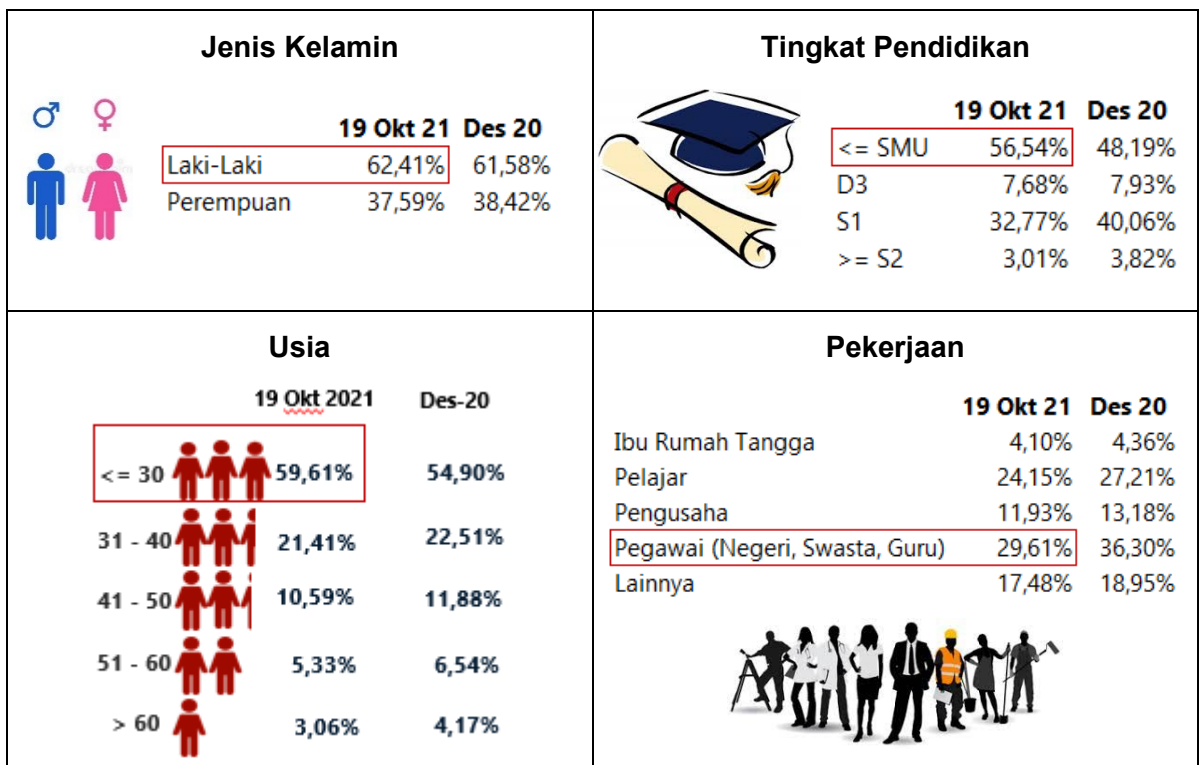 Jenis Kelamin
19 Okt 21 Des 20
Laki-Laki 62,41% 61,58%
Perempuan 37,59% 38,42%
Tingkat Pendidikan
19 Okt 21 Des 20
<= SMU 56,54% 48,19%
D3 7,68% 7,93%
S1 32,77% 40,06%
>= S2 3,01% 3,82%
Usia
19 Okt 2021 Des-20
<= 30 59,61% 54,90%
31 - 40 21,41% 22,51%
41 - 50 10,59% 11,88%
51 - 60 5,33% 6,54%
> 60 3,06% 4,17%
Pekerjaan
19 Okt 21 Des 20
Ibu Rumah Tangga 4,10% 4,36%
Pelajar 24,15% 27,21%
Pengusaha 11,93% 13,18%
Pegawai (Negeri, Swasta, Guru) 29,61% 36,30%
Lainnya 17,48% 18,95%